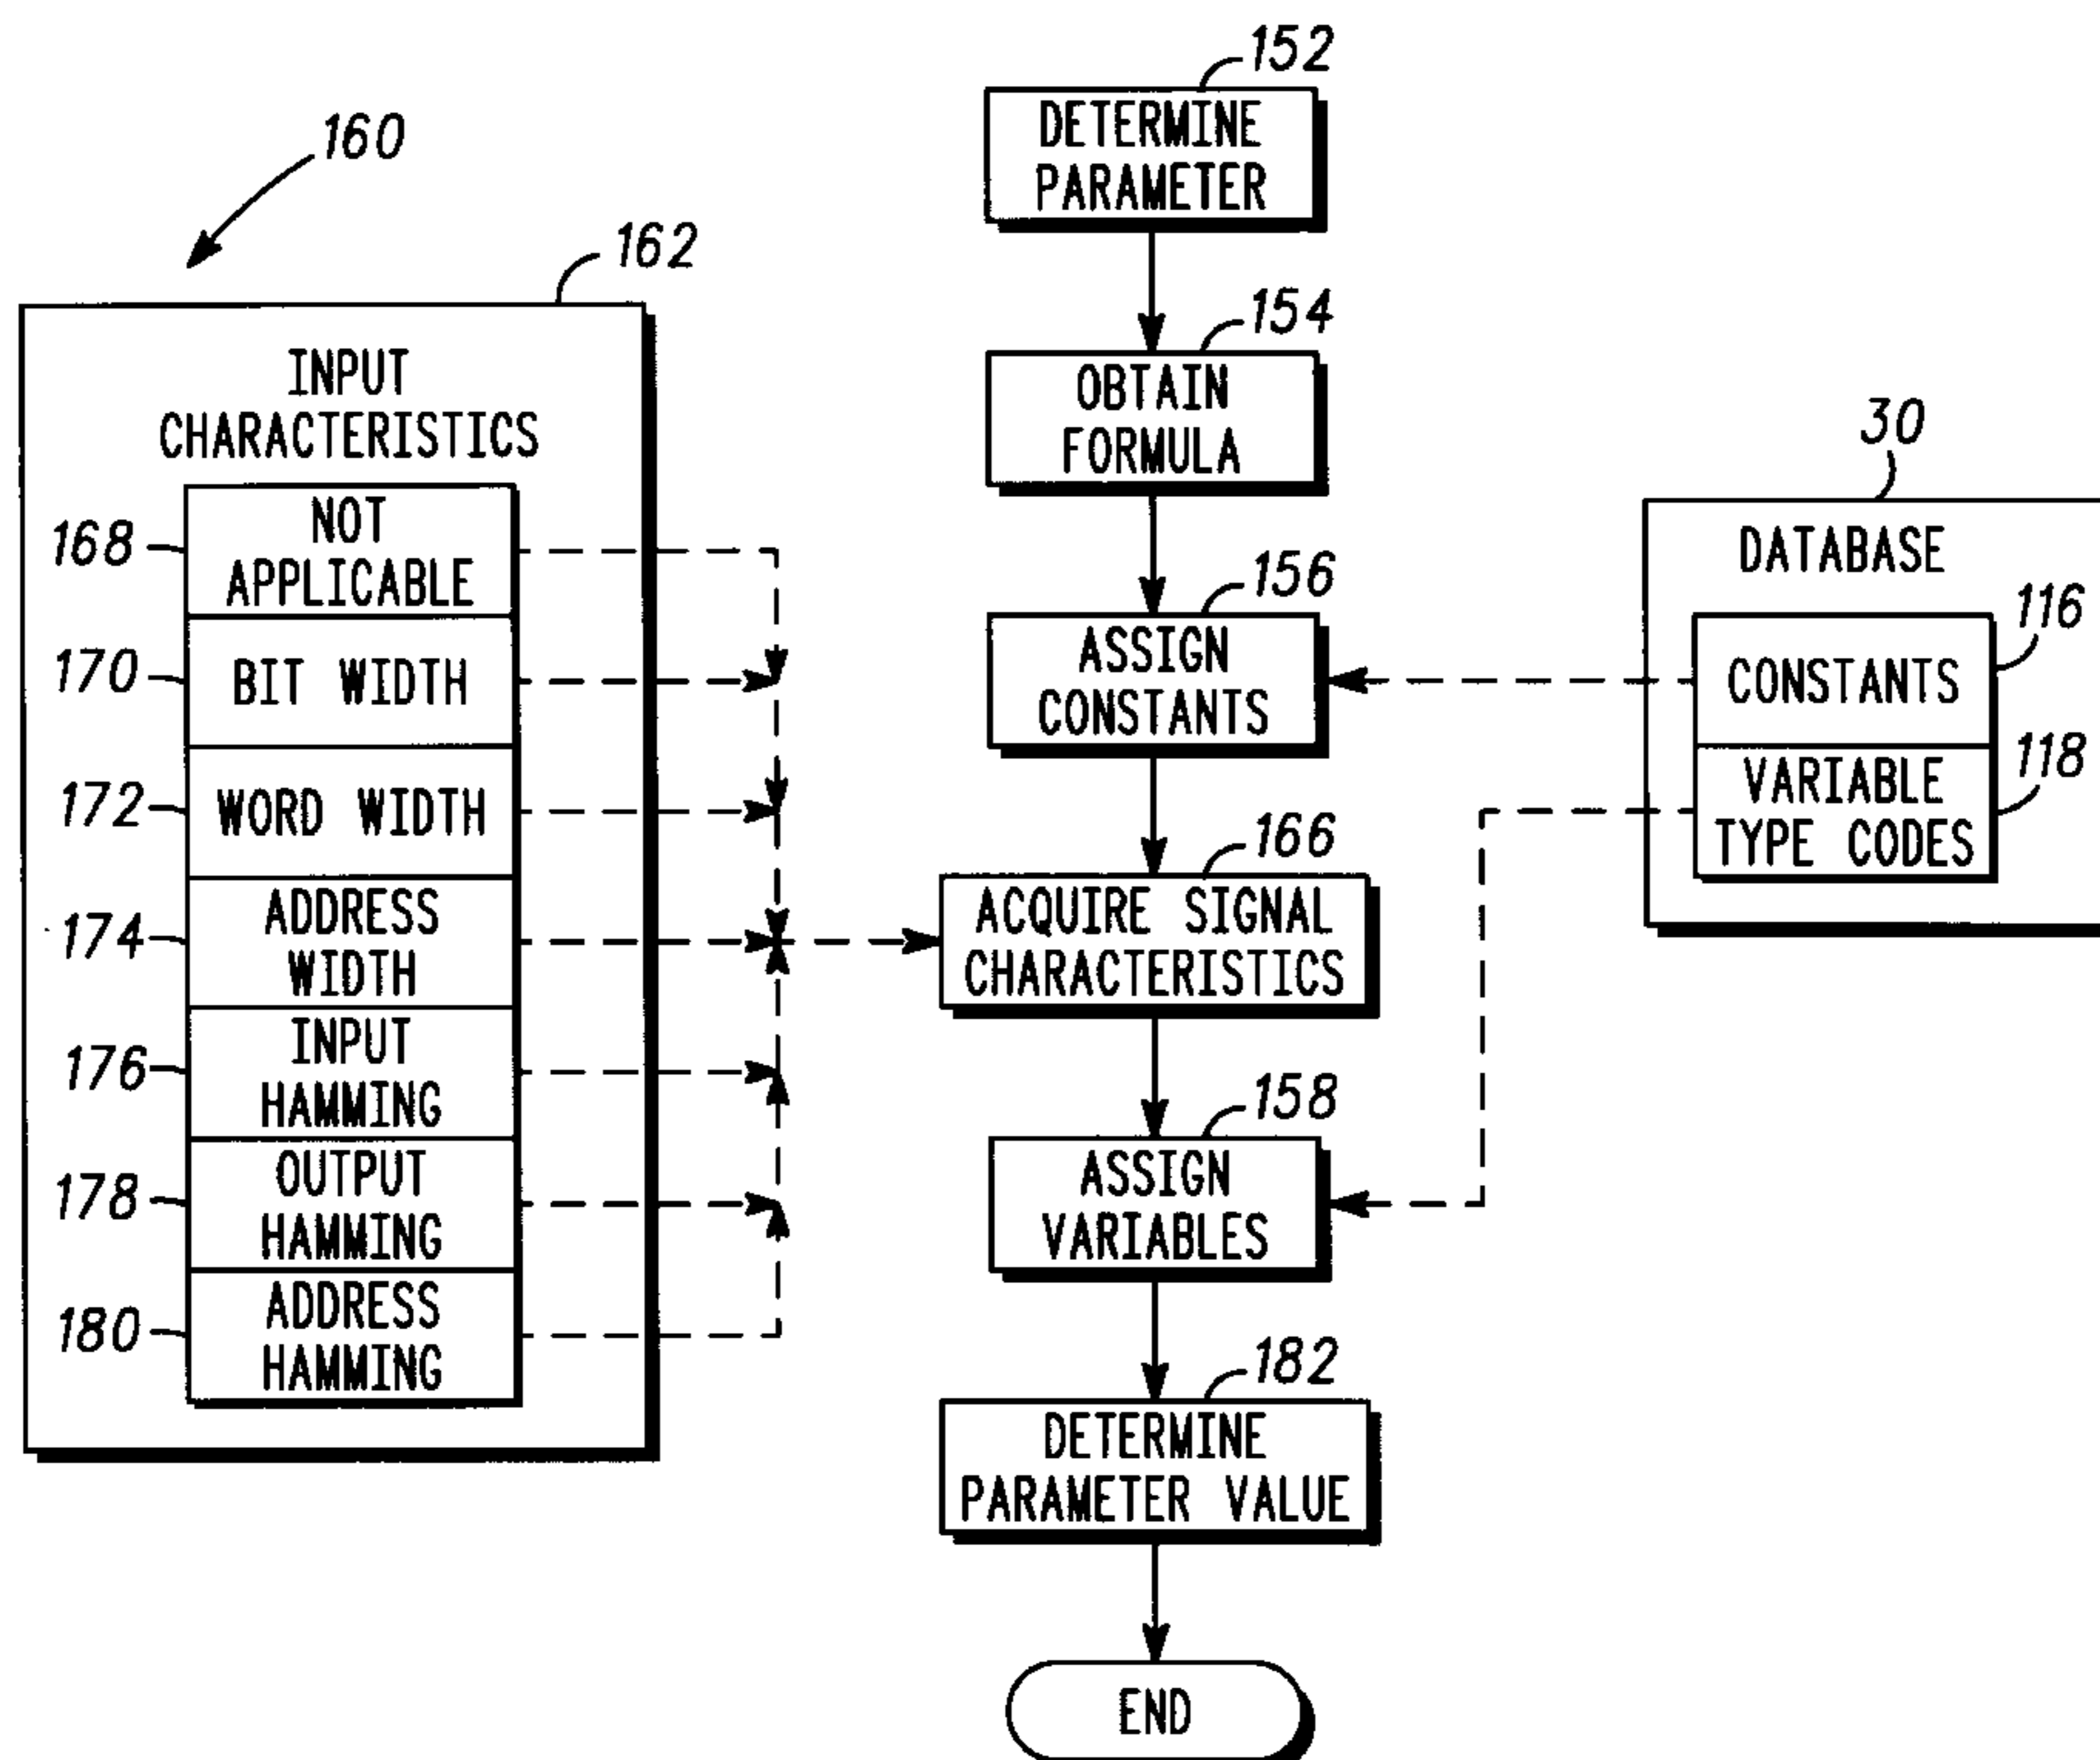 160
162
INPUT
CHARACTERISTICS
168
NOT
APPLICABLE
170
BIT WIDTH
172
WORD WIDTH
174
ADDRESS
WIDTH
176
INPUT
HAMMING
178
OUTPUT
HAMMING
180
ADDRESS
HAMMING
152
DETERMINE
PARAMETER
154
OBTAIN
FORMULA
156
ASSIGN
CONSTANTS
166
ACQUIRE SIGNAL
CHARACTERISTICS
158
ASSIGN
VARIABLES
182
DETERMINE
PARAMETER VALUE
END
30
DATABASE
116
CONSTANTS
118
VARIABLE
TYPE CODES